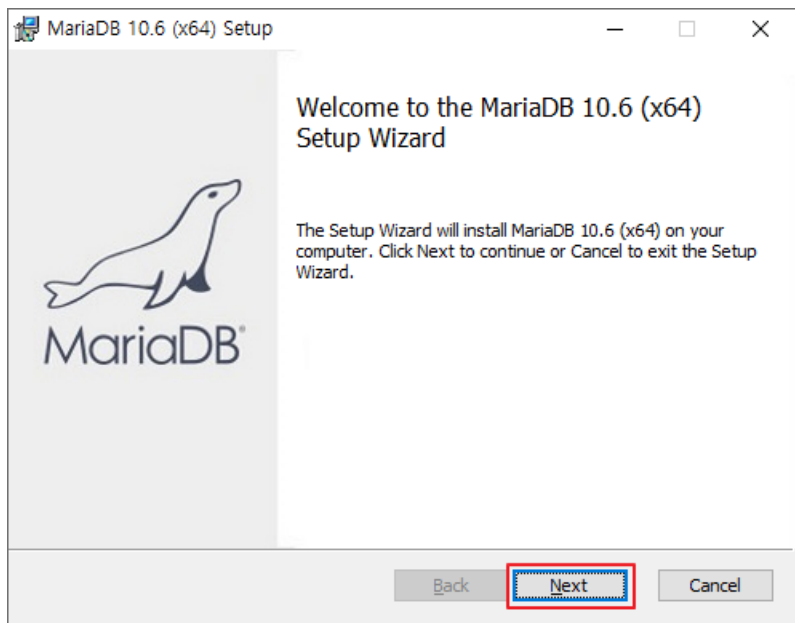 MariaDB 10.6 (x64) Setup
Welcome to the MariaDB 10.6 (x64)
Setup Wizard
The Setup Wizard will install MariaDB 10.6 (x64) on your
computer. Click Next to continue or Cancel to exit the Setup
Wizard.
MariaDB®
Back Next Cancel